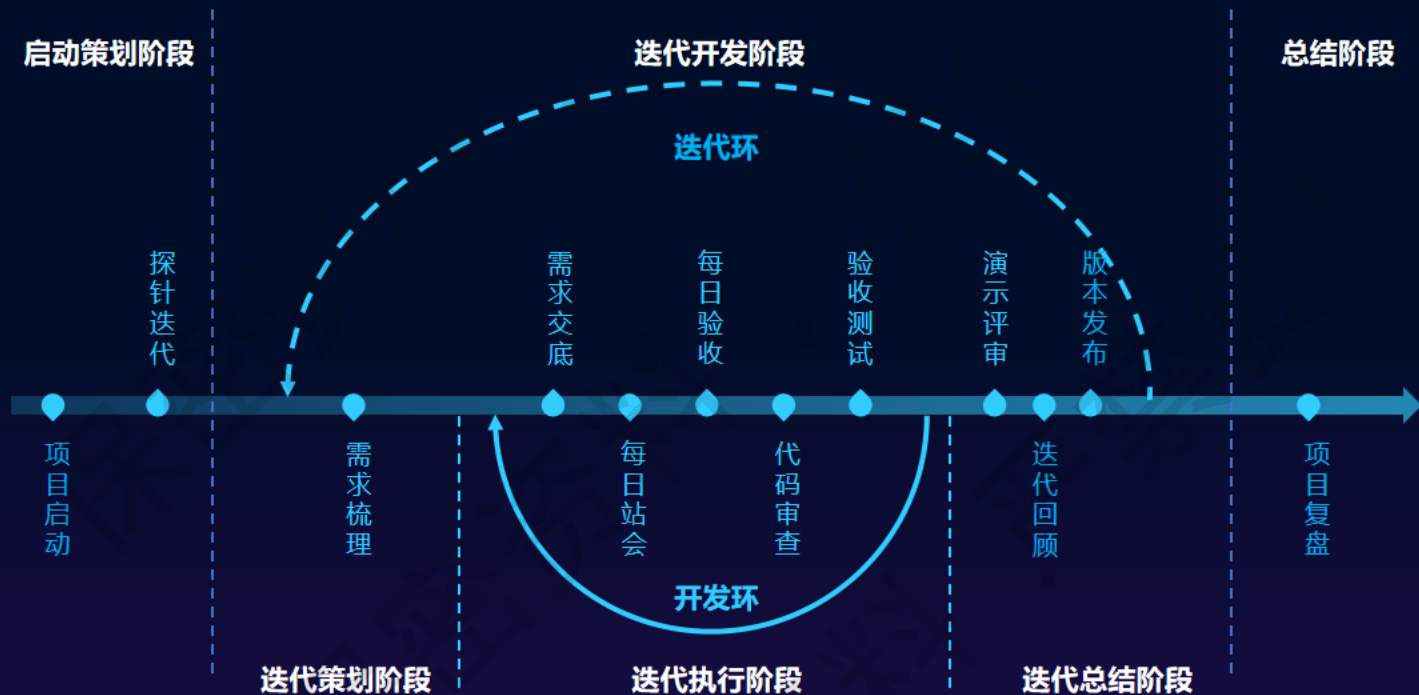 启动策划阶段
迭代开发阶段
总结阶段
迭代环
探针迭代
需求交底
每日验收
验收测试
演示评审
版本发布
项目启动
需求梳理
每日站会
代码审查
迭代回顾
项目复盘
开发环
迭代策划阶段
迭代执行阶段
迭代总结阶段